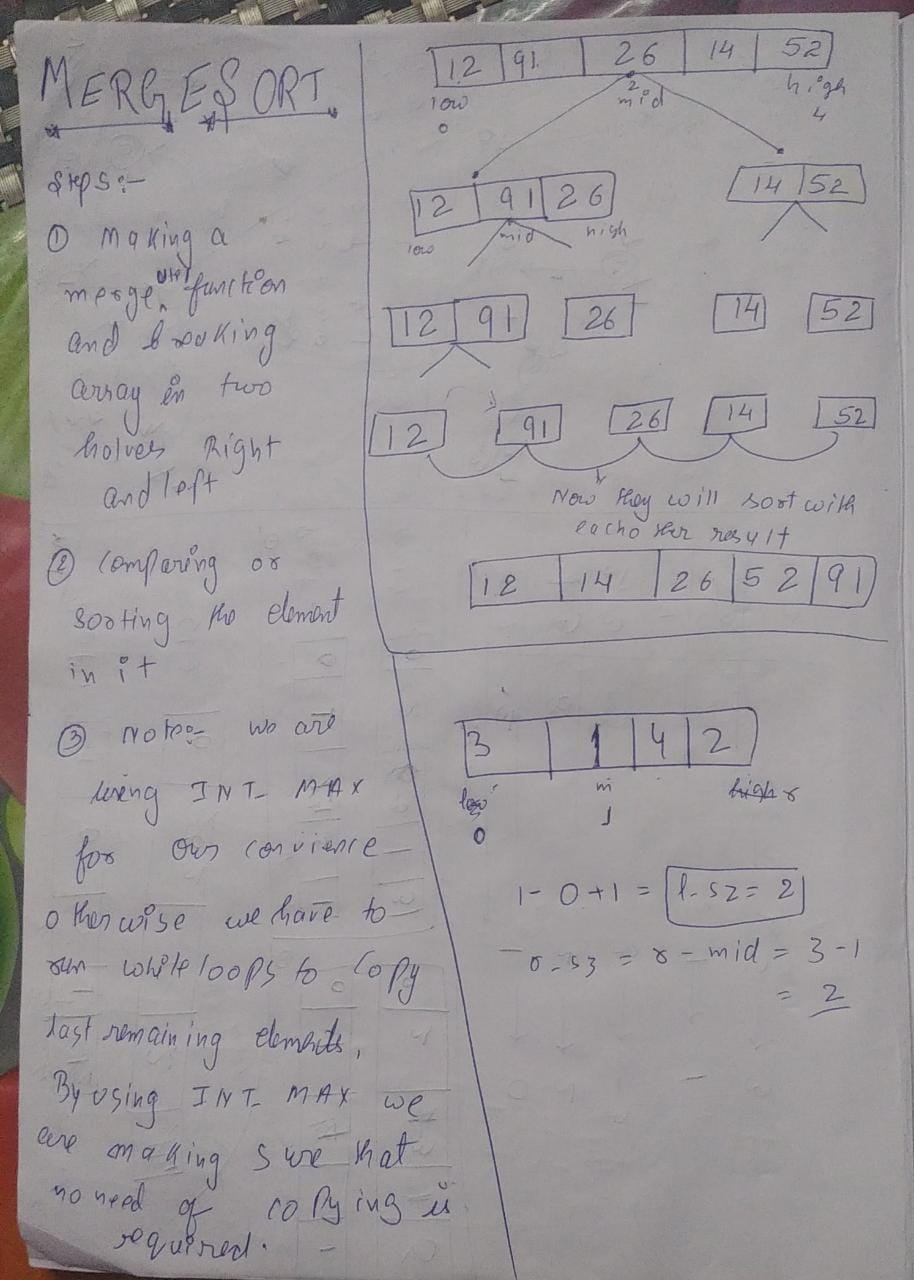 MERGE SORT
Steps:-
① Making a
merge until function
and breaking
array in two
halves Right
and left
② Comparing or
sorting the element
in it
③ Note:- we are
using INT_MAX
for our convience
otherwise we have to
run while loops to copy
last remaining elements,
By using INT_MAX we
are making sure that
no need of copying is
required.
12 91 26 14 52
low 2 mid high
0 4
12 91 26 14 52
low mid high
12 91 26 14 52
12 91 26 14 52
Now they will sort with
each other result
12 14 26 52 91
3 1 4 2
low m high r
0 1
1 - 0 + 1 = l-sz = 2
r-sz = r - mid = 3 - 1
= 2